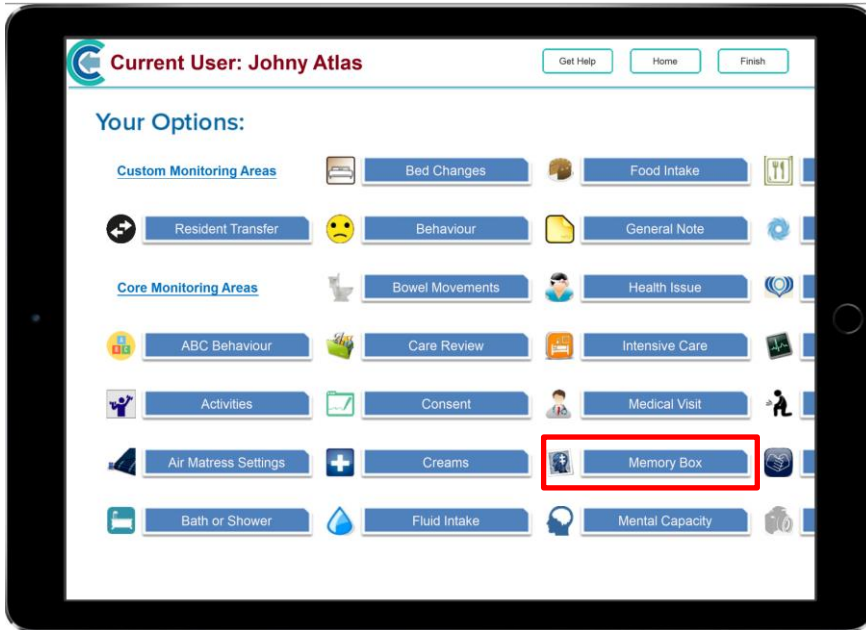 Current User: Johny Atlas
Get Help
Home
Finish
Your Options:
Custom Monitoring Areas
Bed Changes
Food Intake
Resident Transfer
Behaviour
General Note
Core Monitoring Areas
Bowel Movements
Health Issue
ABC Behaviour
Care Review
Intensive Care
Activities
Consent
Medical Visit
Air Matress Settings
Creams
Memory Box
Bath or Shower
Fluid Intake
Mental Capacity